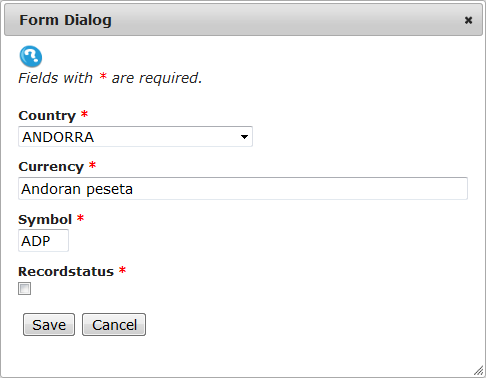 Form Dialog
Fields with * are required.
Country *
ANDORRA
Currency *
Andoran peseta
Symbol *
ADP
Recordstatus *
Save Cancel